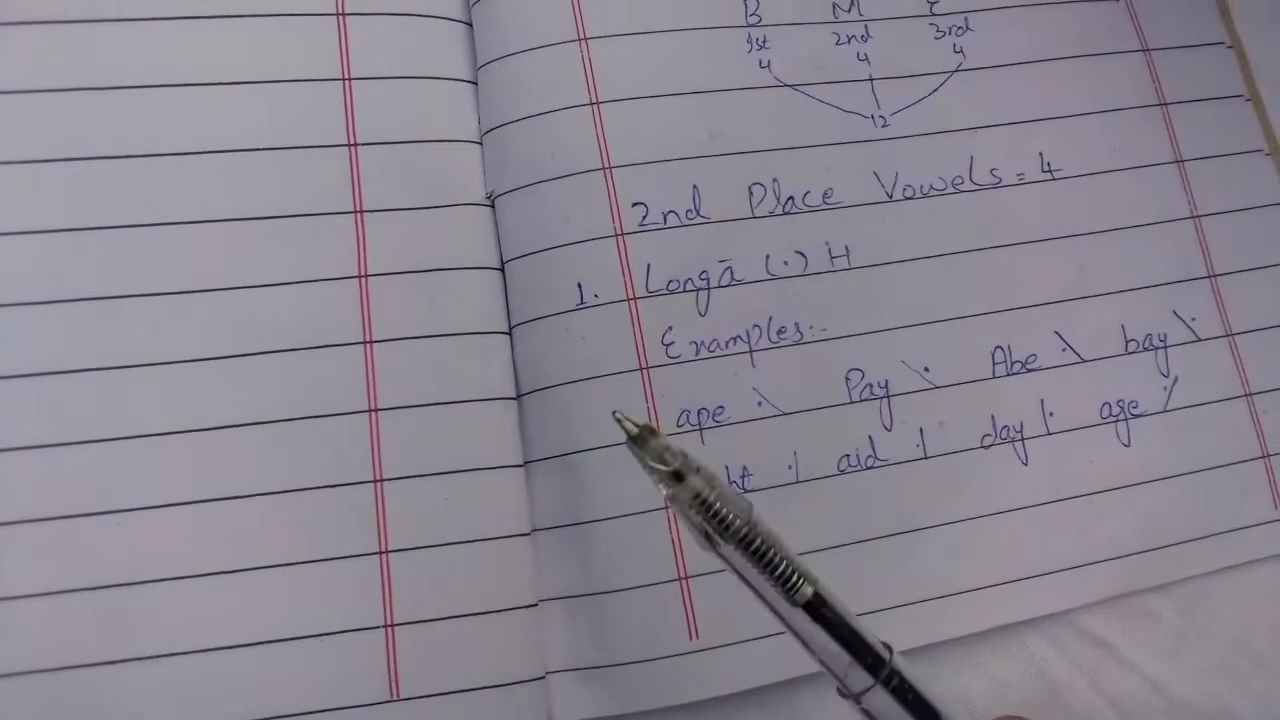 B M E
1st 2nd 3rd
4 4 4
12
2nd Place Vowels = 4
1. Long ā (.) H
Examples:-
ape Pay Abe bay
aid day age